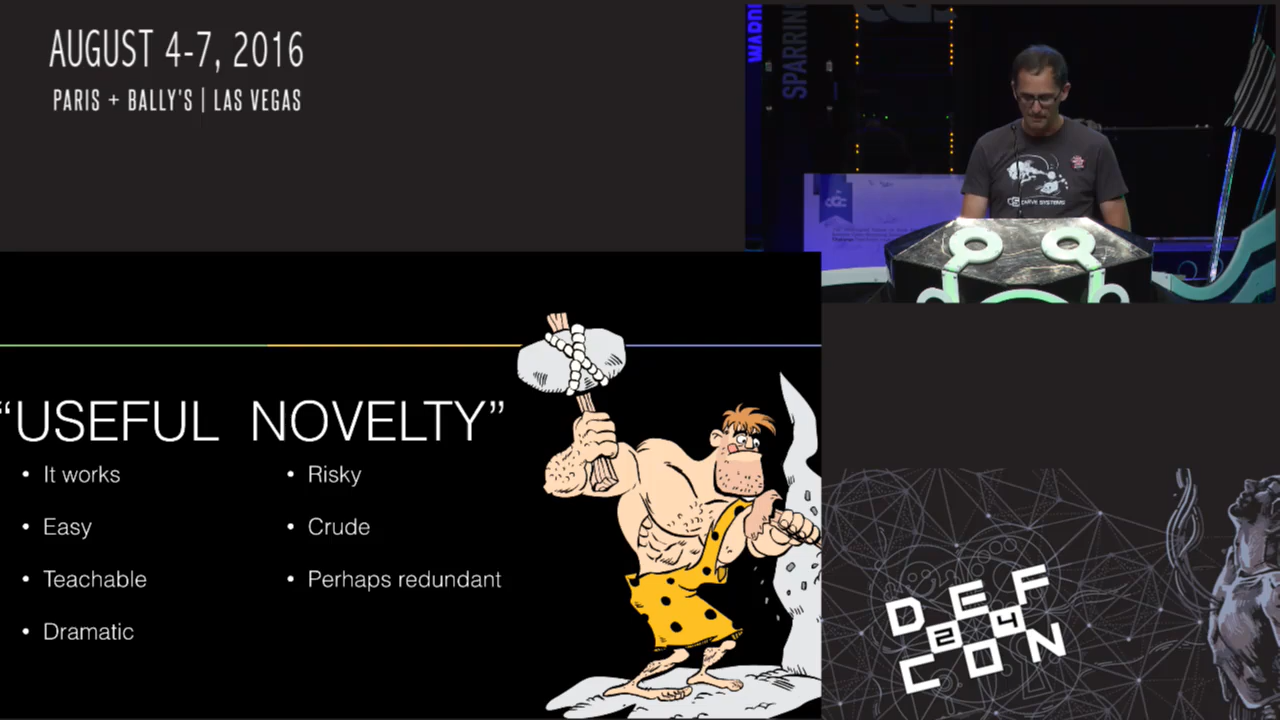 AUGUST 4-7, 2016
PARIS + BALLY'S | LAS VEGAS
SPARRING
“USEFUL NOVELTY”
• It works
• Easy
• Teachable
• Dramatic
• Risky
• Crude
• Perhaps redundant
DEF
24
CON